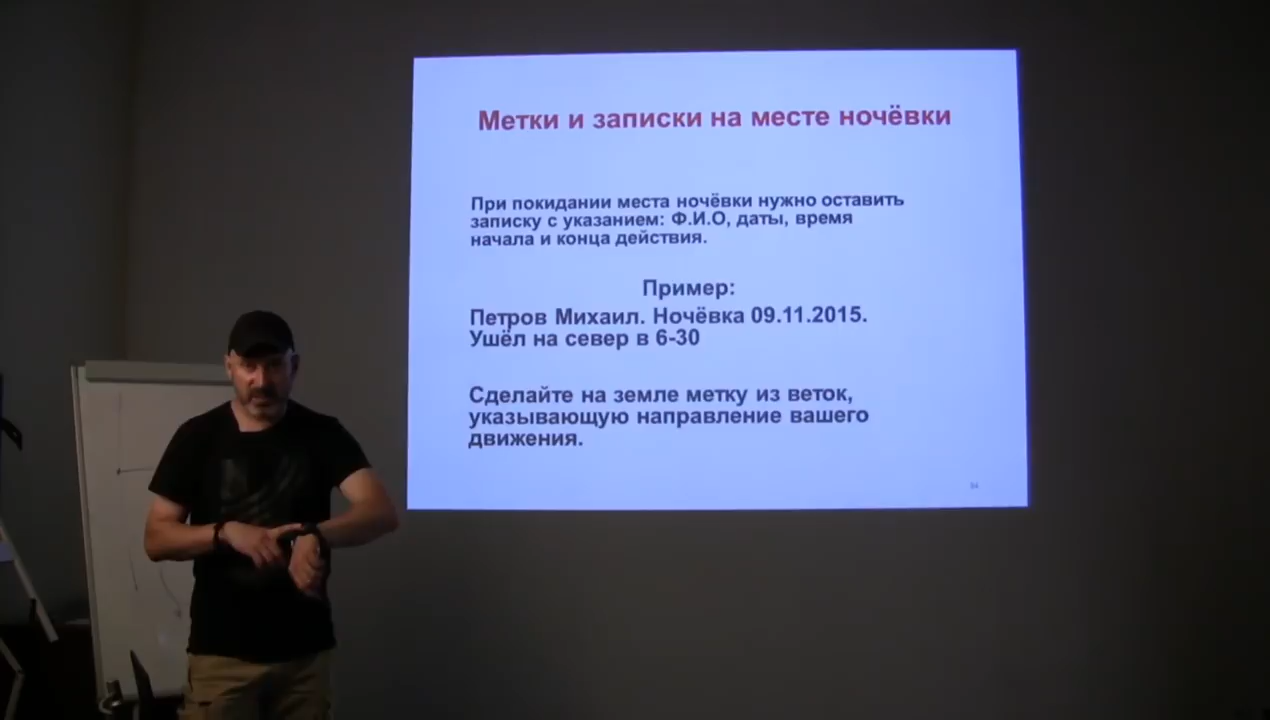 Метки и записки на месте ночёвки
При покидании места ночёвки нужно оставить
записку с указанием: Ф.И.О, даты, время
начала и конца действия.
Пример:
Петров Михаил. Ночёвка 09.11.2015.
Ушёл на север в 6-30
Сделайте на земле метку из веток,
указывающую направление вашего
движения.